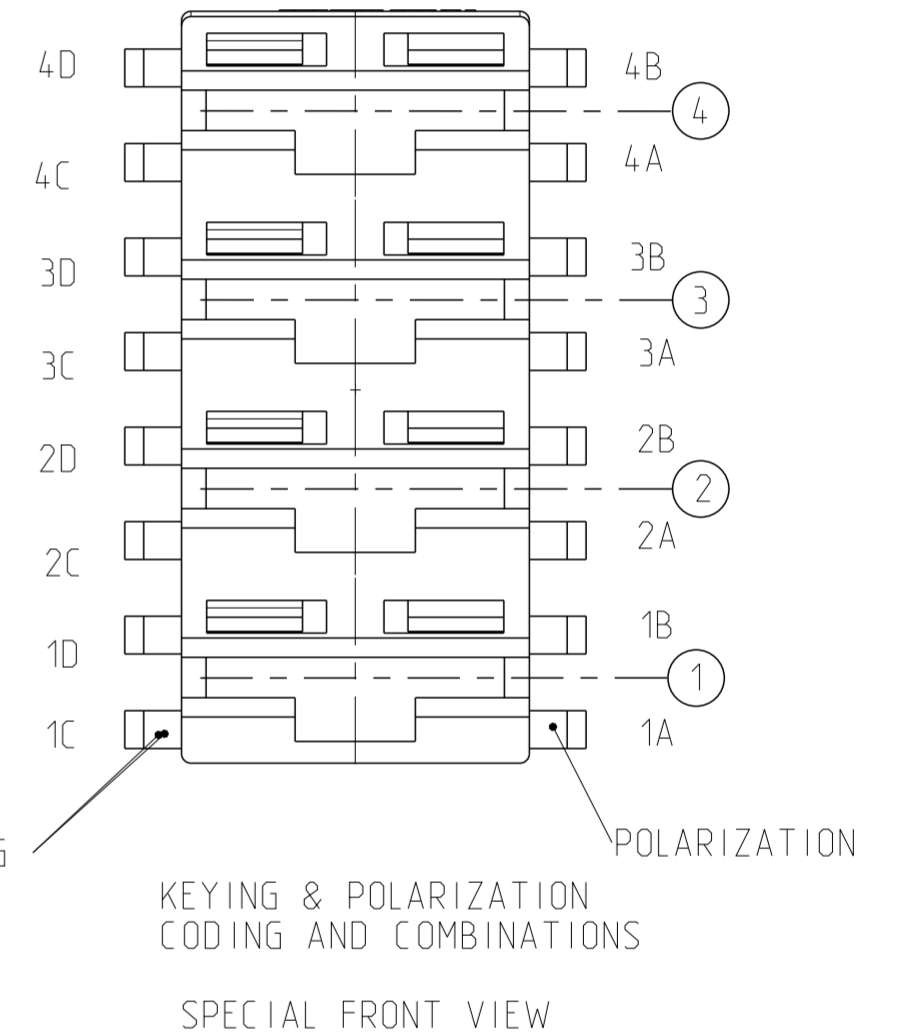 4D 4B
4
4C 4A
3D 3B
3
3C 3A
2D 2B
2
2C 2A
1D 1B
1
1C 1A
POLARIZATION
KEYING & POLARIZATION
CODING AND COMBINATIONS
SPECIAL FRONT VIEW